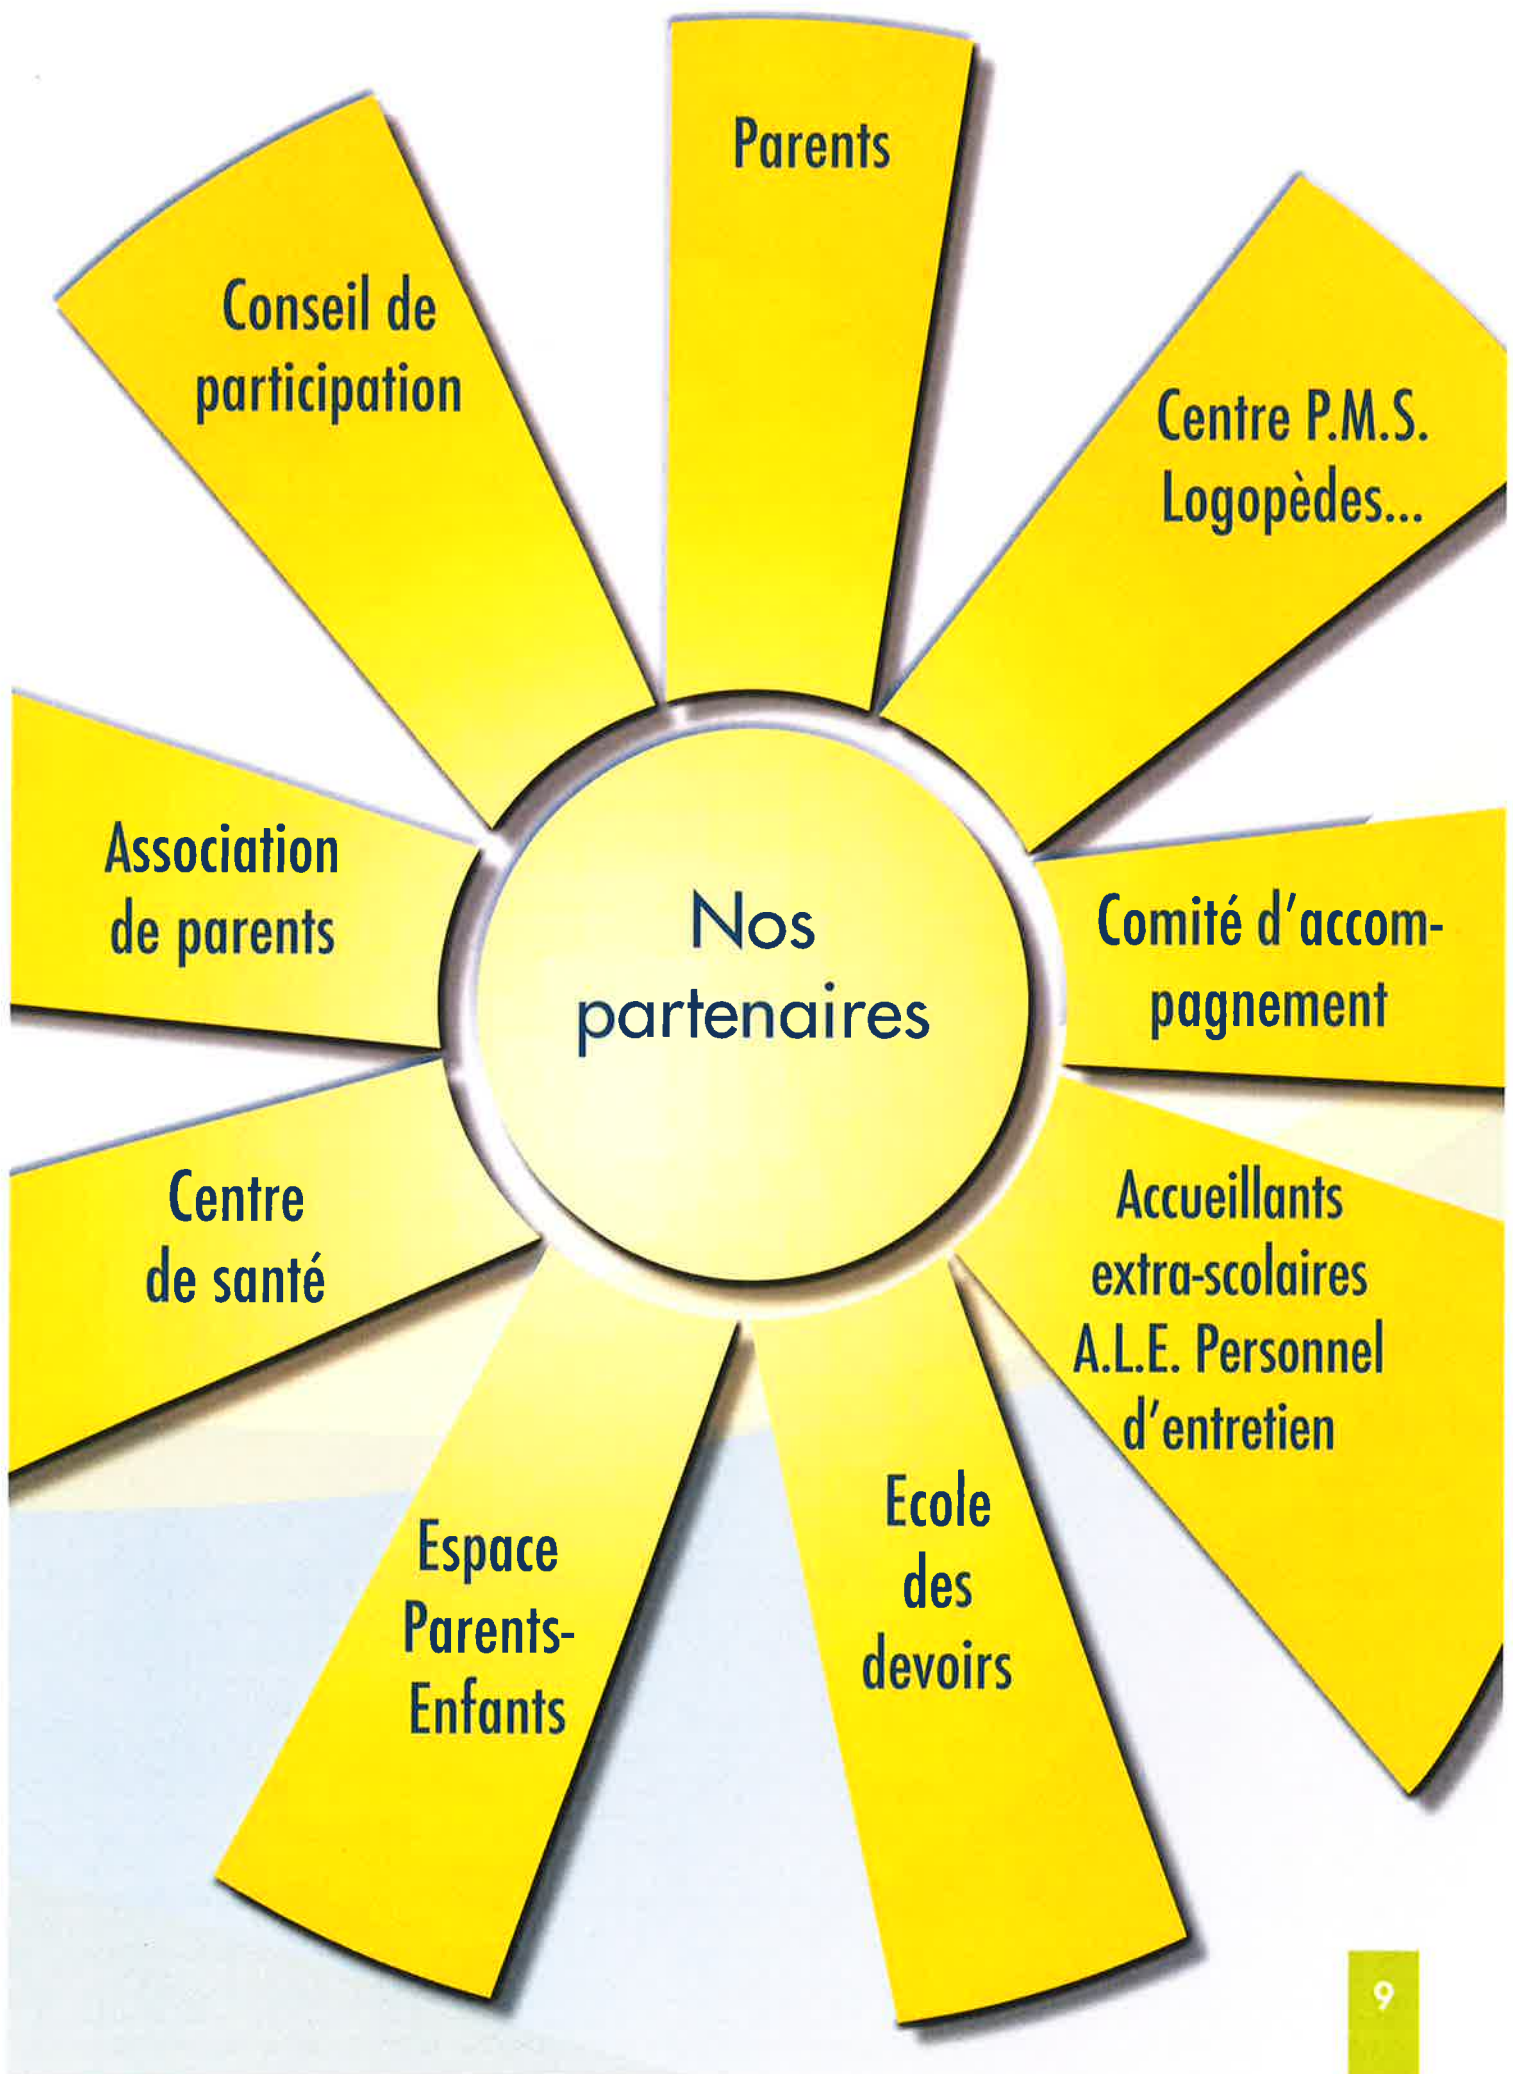 Parents
Conseil de
participation
Centre P.M.S.
Logopèdes...
Association
de parents
Nos
partenaires
Comité d'accom-
pagnement
Centre
de santé
Accueillants
extra-scolaires
A.L.E. Personnel
d'entretien
Espace
Parents-
Enfants
Ecole
des
devoirs
9